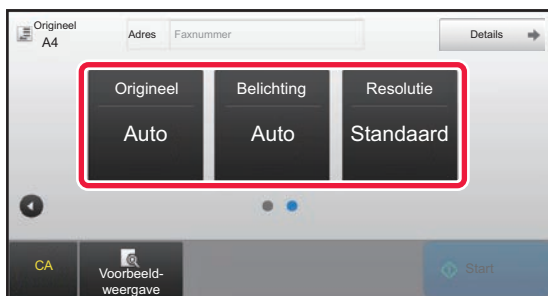 Origineel
A4
Adres Faxnummer
Details
Origineel Belichting Resolutie
Auto Auto Standaard
CA
Voorbeeld-
weergave
Start